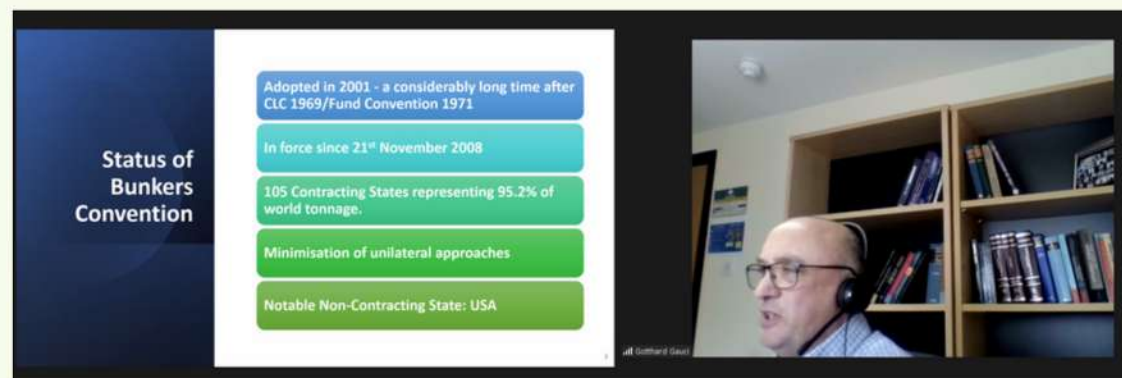 Status of
Bunkers
Convention
Adopted in 2001 - a considerably long time after
CLC 1969/Fund Convention 1971
In force since 21st November 2008
105 Contracting States representing 95.2% of
world tonnage.
Minimisation of unilateral approaches
Notable Non-Contracting State: USA
Gotthard Gauci